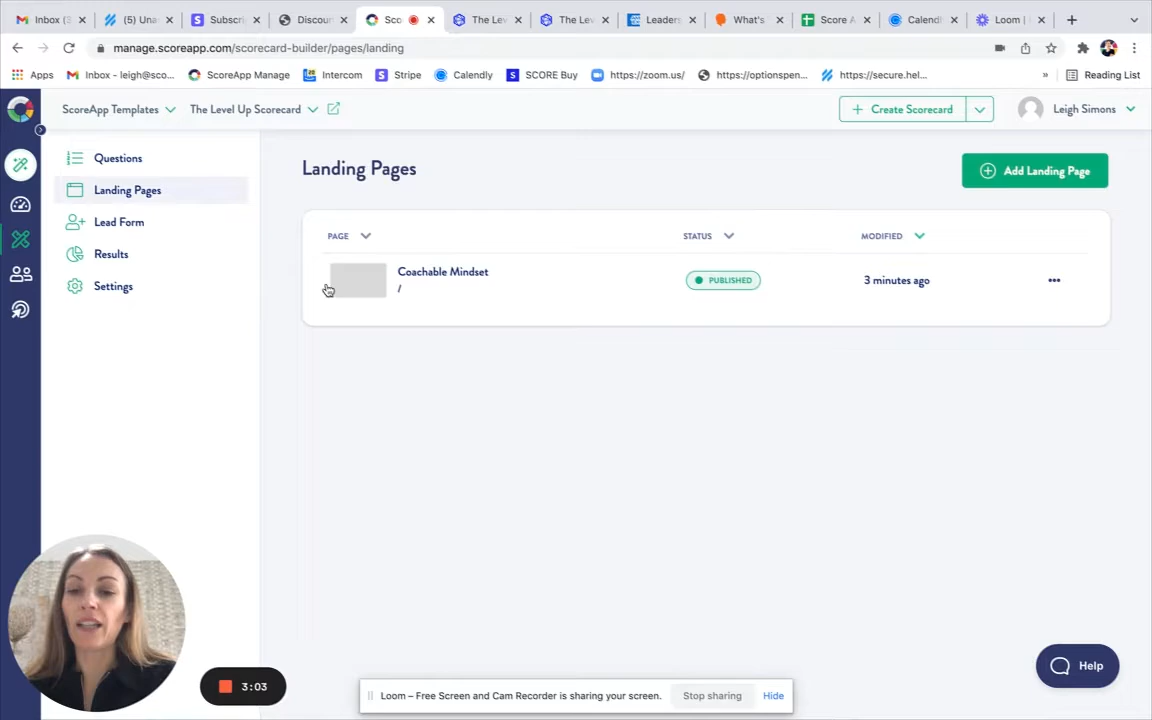 Inbox (3
(5) Una
Subscri
Discoun
Sco
The Lev
The Lev
Leaders
What's
Score A
Calendl
Loom |
manage.scoreapp.com/scorecard-builder/pages/landing
Apps
Inbox - leigh@sco...
ScoreApp Manage
Intercom
Stripe
Calendly
SCORE Buy
https://zoom.us/
https://optionspen...
https://secure.hel...
»
Reading List
ScoreApp Templates
The Level Up Scorecard
Create Scorecard
Leigh Simons
Questions
Landing Pages
Lead Form
Results
Settings
Landing Pages
Add Landing Page
PAGE
STATUS
MODIFIED
Coachable Mindset
/
PUBLISHED
3 minutes ago
3:03
Loom – Free Screen and Cam Recorder is sharing your screen.
Stop sharing
Hide
Help